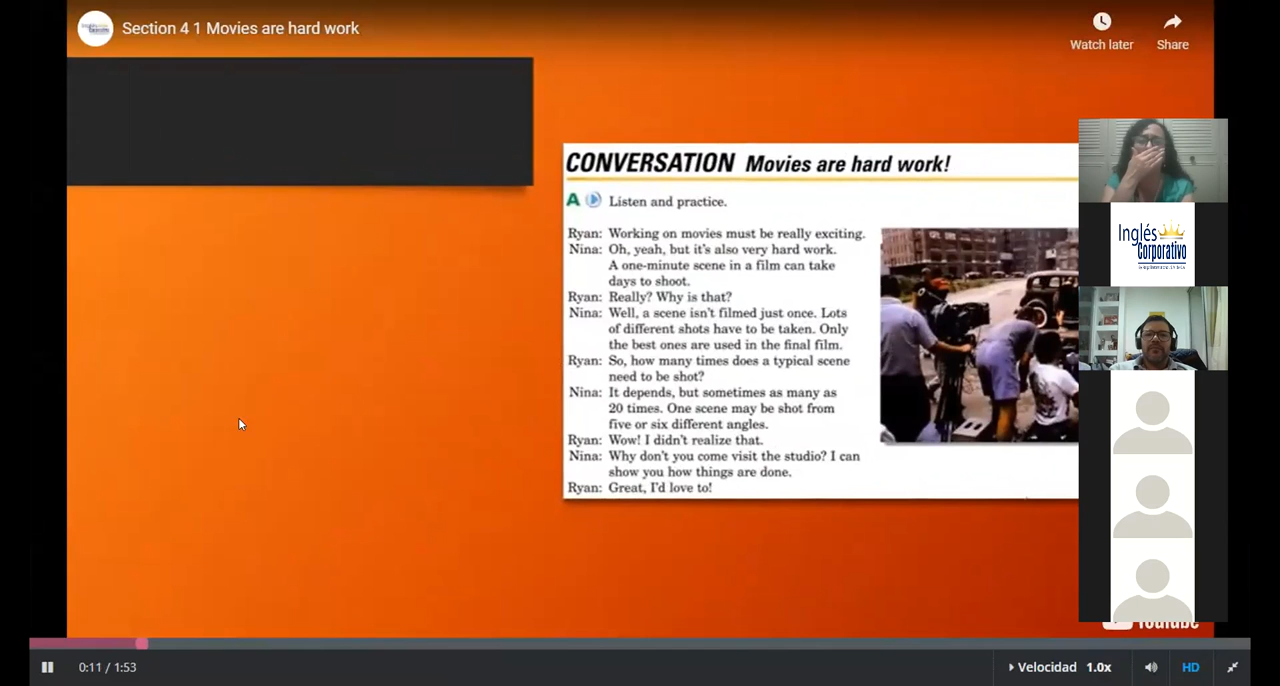 Section 4 1 Movies are hard work
Watch later
Share
CONVERSATION Movies are hard work!
A Listen and practice.
Ryan: Working on movies must be really exciting.
Nina: Oh, yeah, but it's also very hard work.
A one-minute scene in a film can take
days to shoot.
Ryan: Really? Why is that?
Nina: Well, a scene isn't filmed just once. Lots
of different shots have to be taken. Only
the best ones are used in the final film.
Ryan: So, how many times does a typical scene
need to be shot?
Nina: It depends, but sometimes as many as
20 times. One scene may be shot from
five or six different angles.
Ryan: Wow! I didn't realize that.
Nina: Why don't you come visit the studio? I can
show you how things are done.
Ryan: Great, I'd love to!
Inglés
Corporativo
YouTube
0:11 / 1:53
Velocidad 1.0x
HD